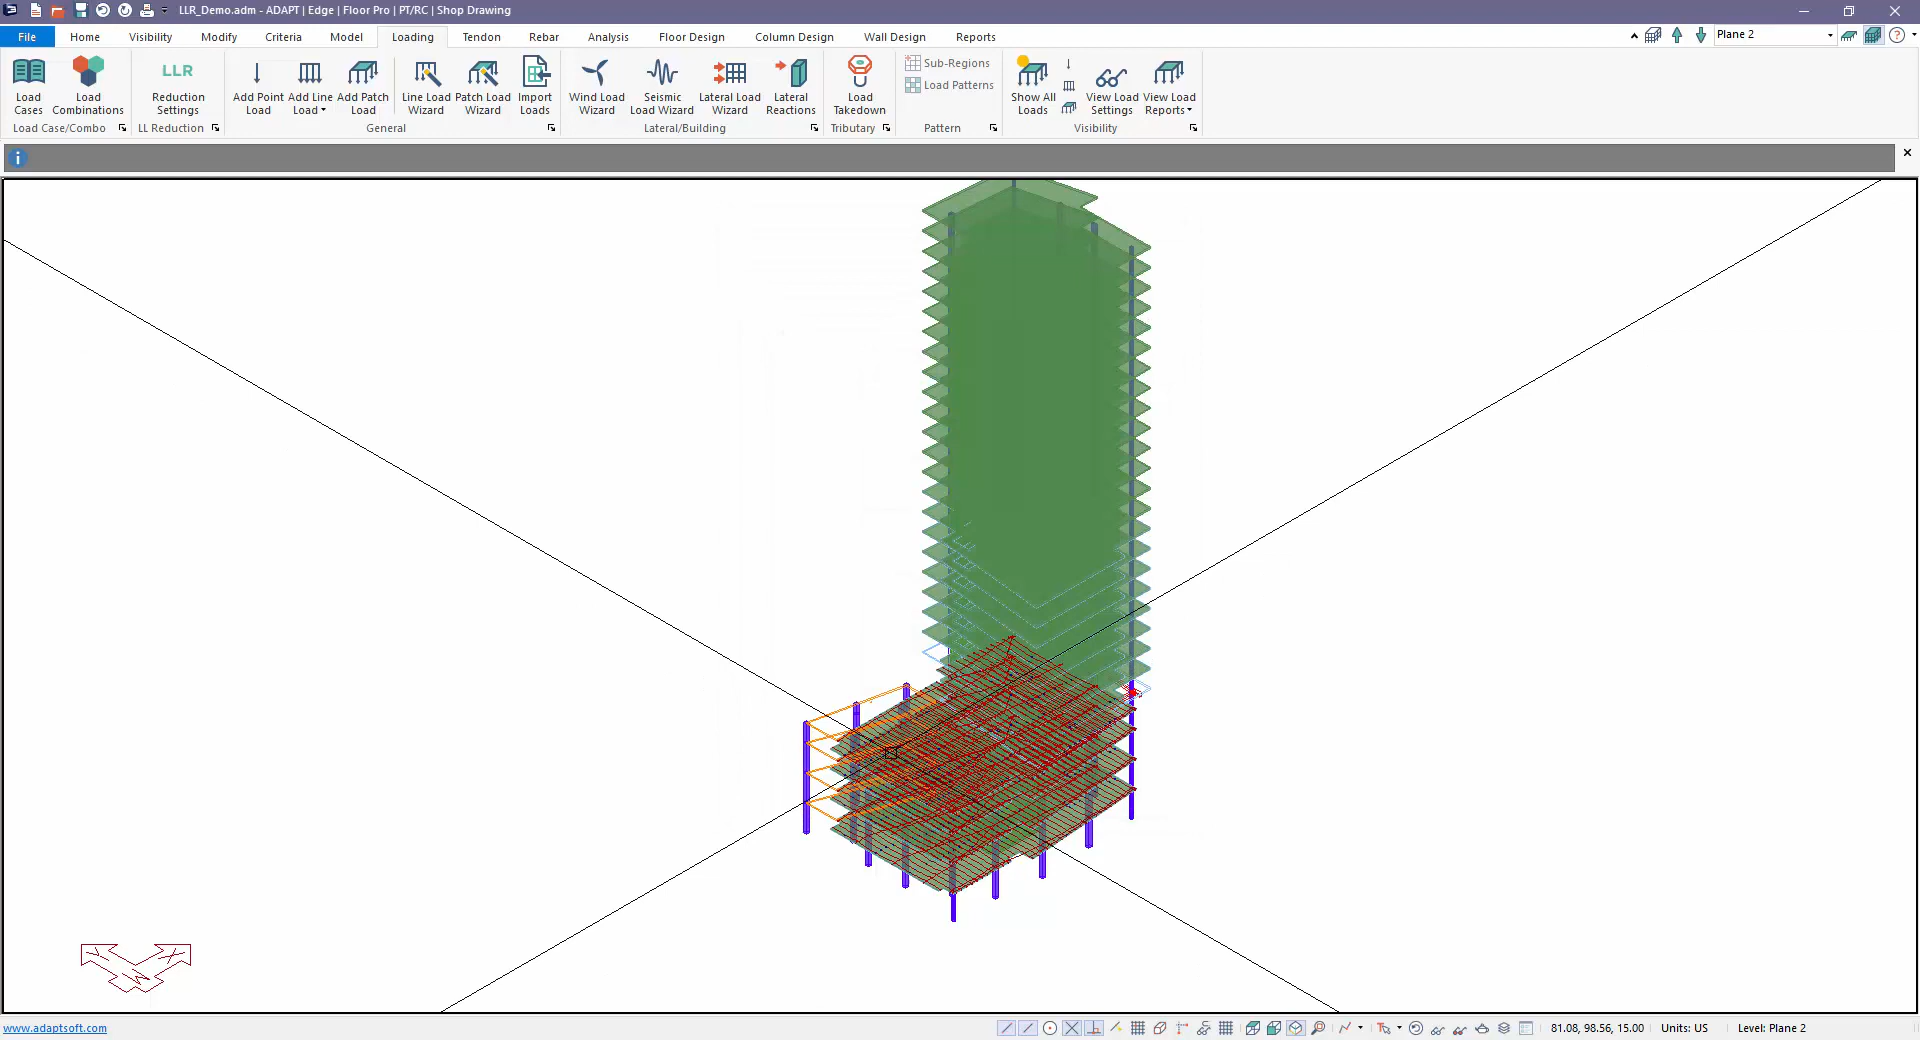 LLR_Demo.adm - ADAPT | Edge | Floor Pro | PT/RC | Shop Drawing
File Home Visibility Modify Criteria Model Loading Tendon Rebar Analysis Floor Design Column Design Wall Design Reports Plane 2
Load Cases
Load Combinations
Load Case/Combo
LLR
Reduction Settings
LL Reduction
Add Point Load
Add Line Load
Add Patch Load
Line Load Wizard
Patch Load Wizard
Import Loads
General
Wind Load Wizard
Seismic Load Wizard
Lateral Load Wizard
Lateral Reactions
Lateral/Building
Load Takedown
Tributary
Sub-Regions
Load Patterns
Pattern
Show All Loads
View Load Settings
View Load Reports
Visibility
Y X
www.adaptsoft.com 81.08, 98.56, 15.00 Units: US Level: Plane 2